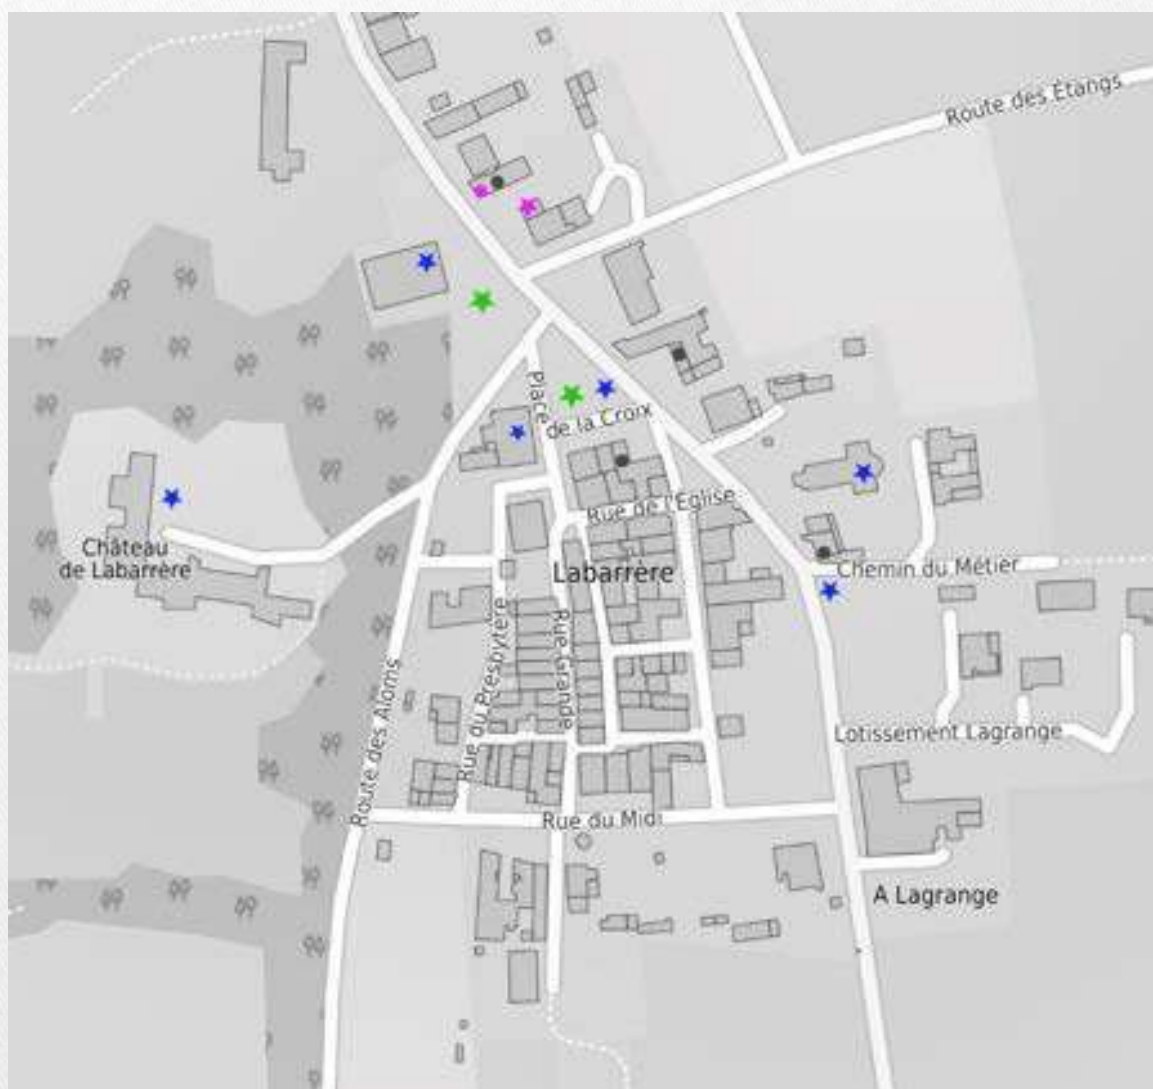 Route des Étangs
Place
de la Croix
Rue de l'Eglise
Château
de Labarrère
Labarrère
Chemin du Métier
Rue du Presbytère
Rue Grande
Route des Aloms
Lotissement Lagrange
Rue du Midi
A Lagrange